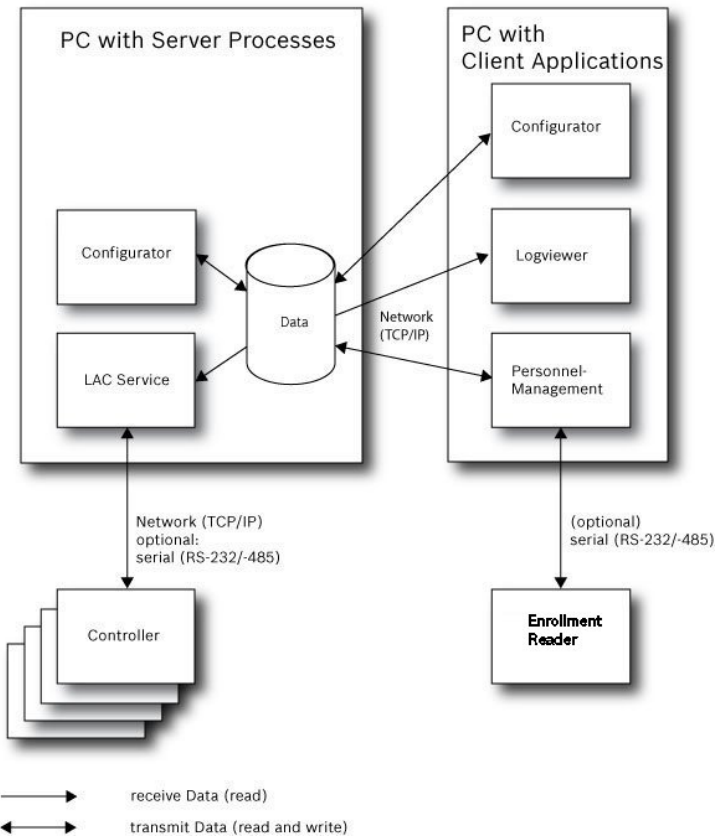 PC with Server Processes
PC with
Client Applications
Configurator
Configurator
Logviewer
Data
Network
(TCP/IP)
LAC Service
Personnel-
Management
Network (TCP/IP)
optional:
serial (RS-232/-485)
(optional)
serial (RS-232/-485)
Controller
Enrollment
Reader
receive Data (read)
transmit Data (read and write)